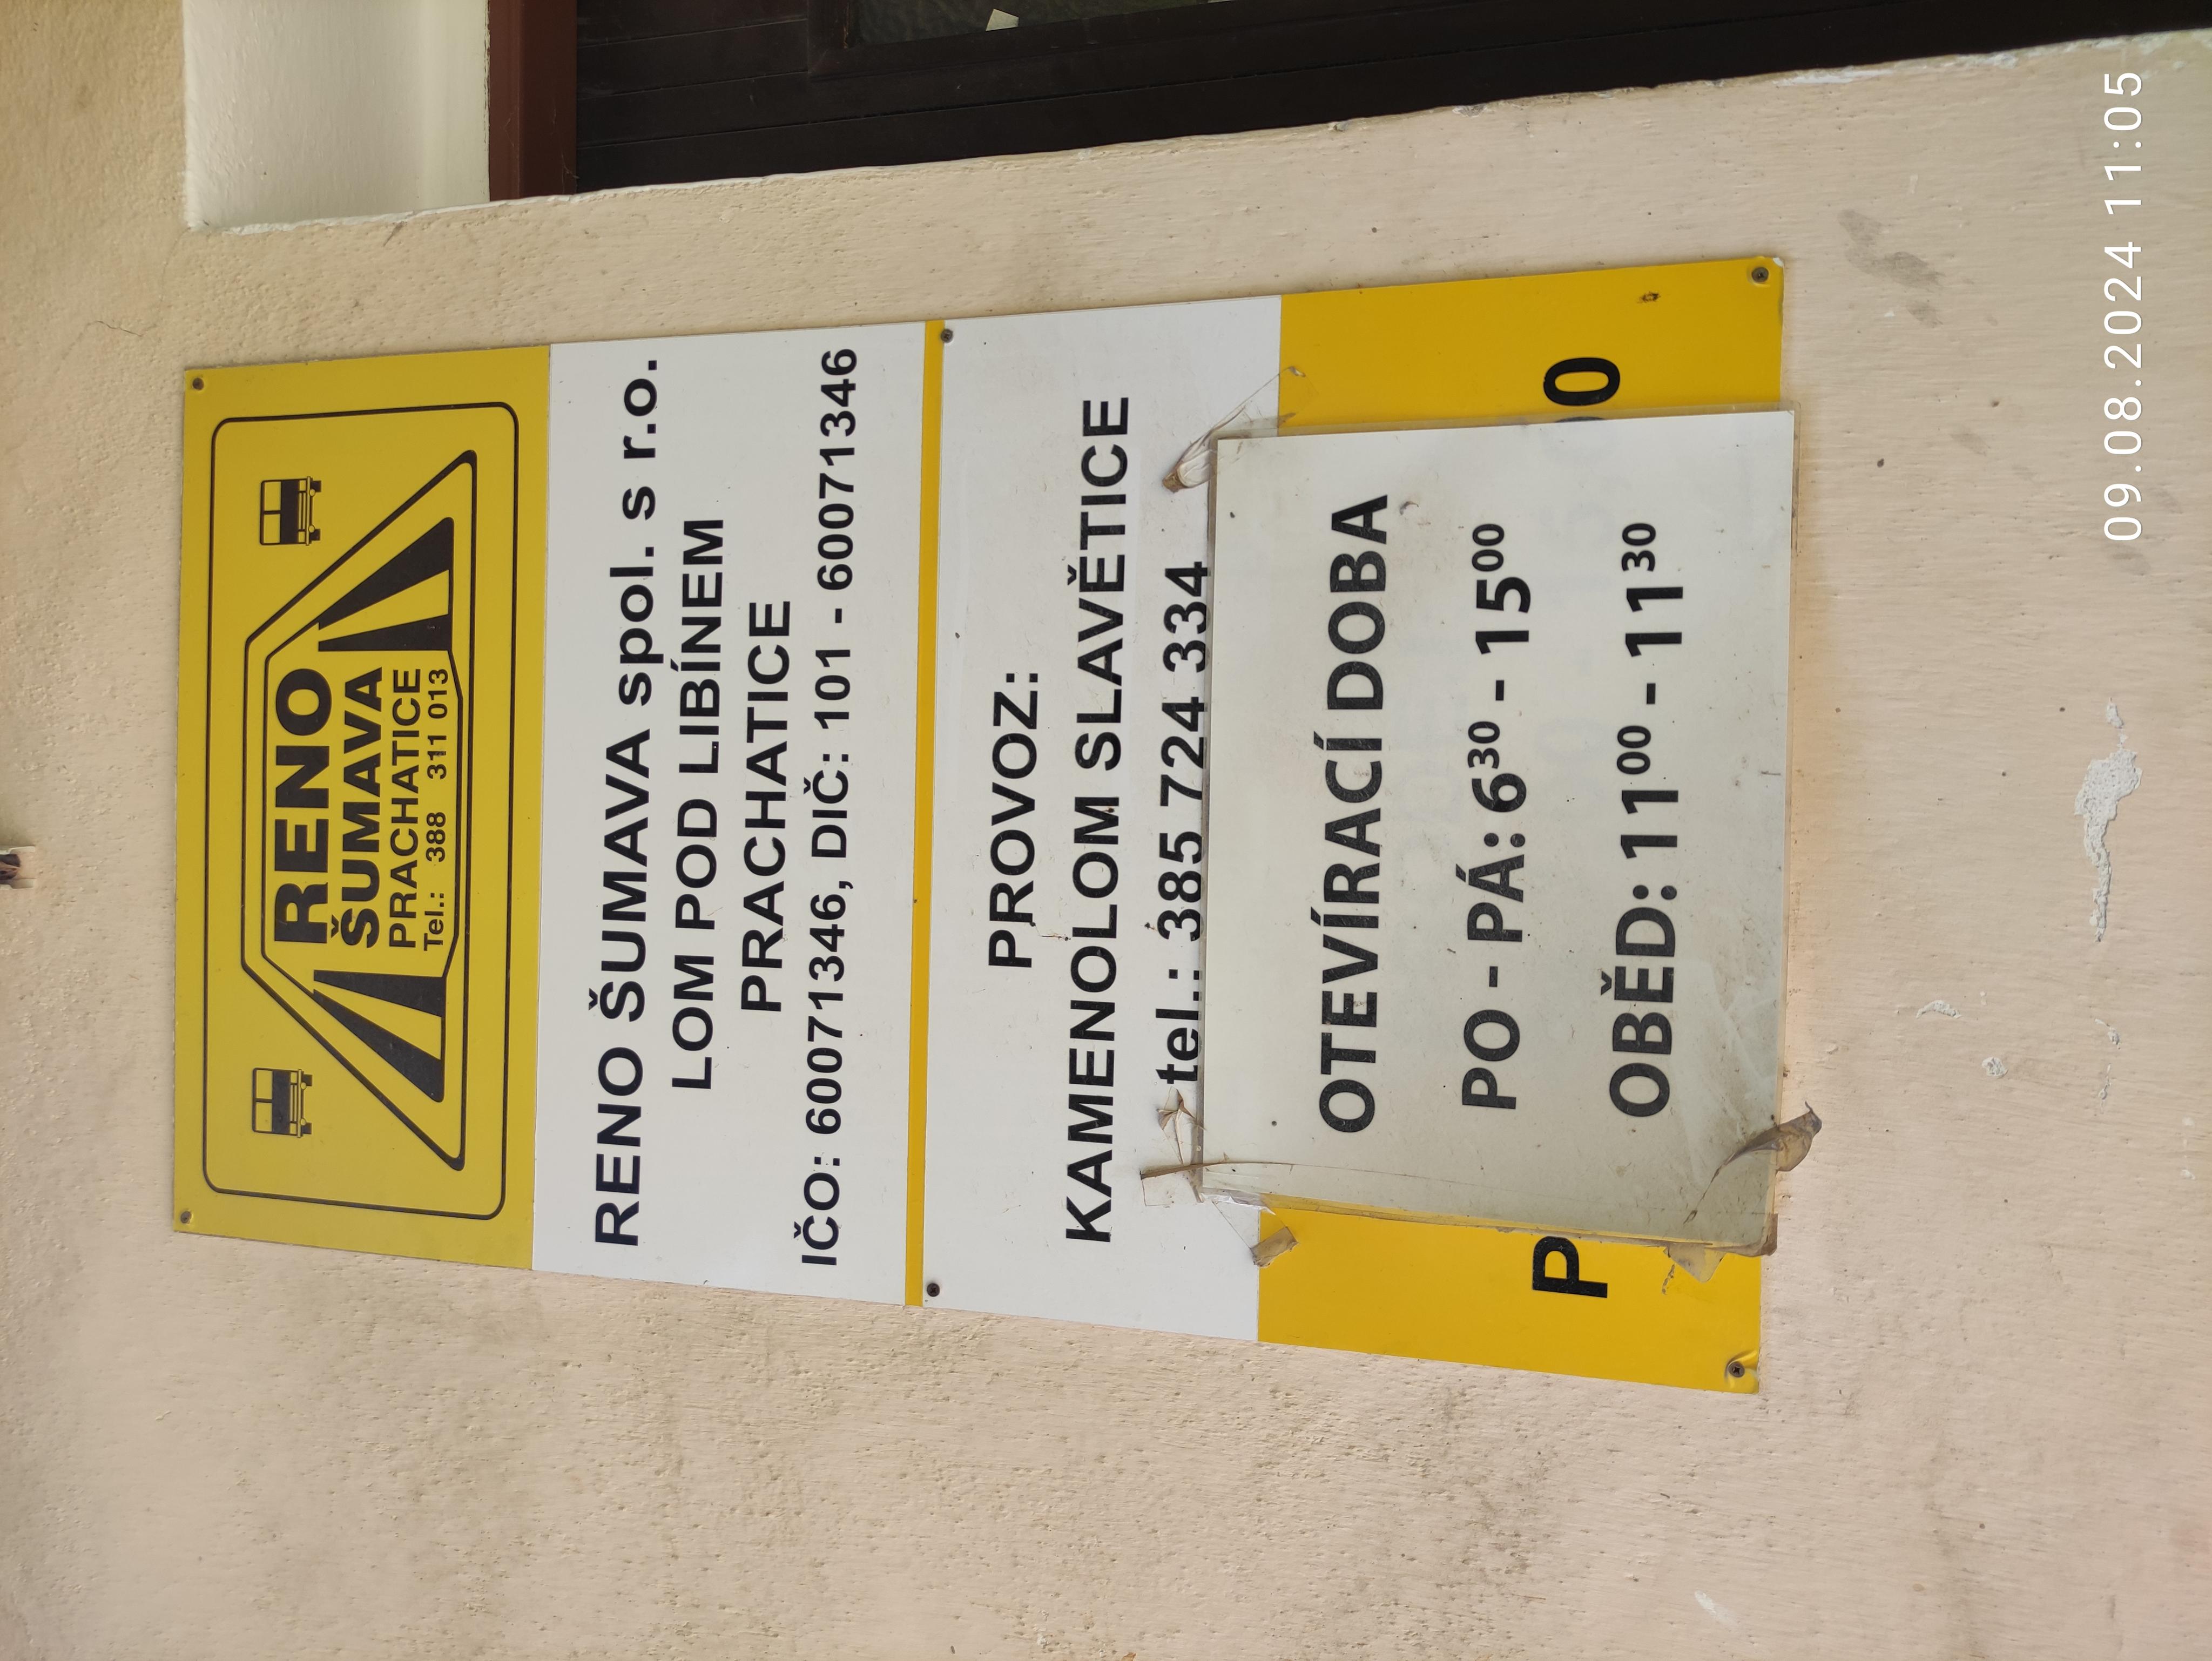 RENO
ŠUMAVA
PRACHATICE
Tel.: 388 311 013
RENO ŠUMAVA spol. s r.o.
LOM POD LIBÍNEM
PRACHATICE
IČO: 60071346, DIČ: 101 - 60071346
PROVOZ:
KAMENOLOM SLAVĚTICE
tel.: 385 724 334
OTEVÍRACÍ DOBA
PO - PÁ: 6³⁰ - 15⁰⁰
OBĚD: 11⁰⁰ - 11³⁰
09.08.2024 11:05